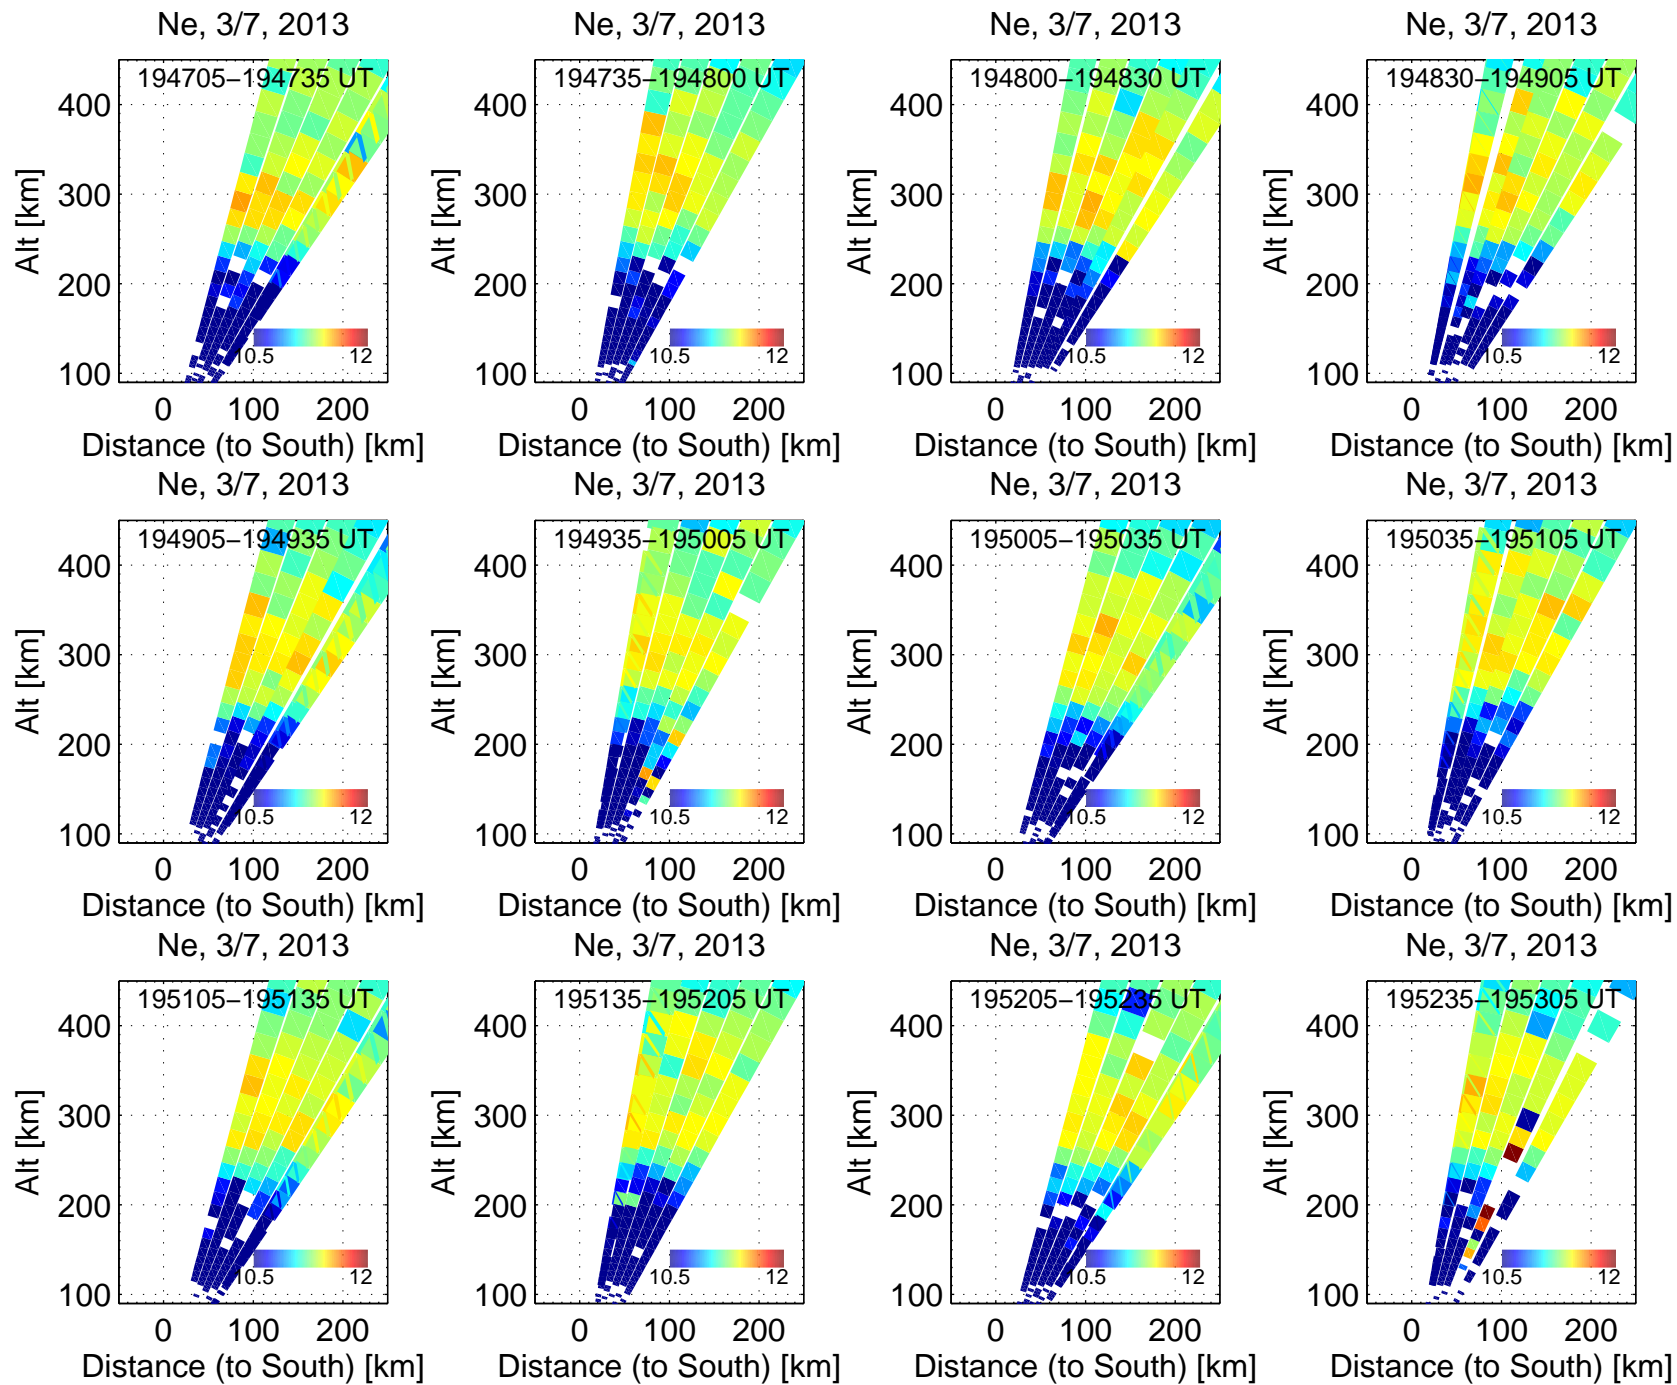 Ne, 3/7, 2013
194705−194735 UT
400
300
200
100
Alt [km]
10.5
12
0
100
200
Distance (to South) [km]
Ne, 3/7, 2013
194735−194800 UT
400
300
200
100
Alt [km]
10.5
12
0
100
200
Distance (to South) [km]
Ne, 3/7, 2013
194800−194830 UT
400
300
200
100
Alt [km]
10.5
12
0
100
200
Distance (to South) [km]
Ne, 3/7, 2013
194830−194905 UT
400
300
200
100
Alt [km]
10.5
12
0
100
200
Distance (to South) [km]
Ne, 3/7, 2013
194905−194935 UT
400
300
200
100
Alt [km]
10.5
12
0
100
200
Distance (to South) [km]
Ne, 3/7, 2013
194935−195005 UT
400
300
200
100
Alt [km]
10.5
12
0
100
200
Distance (to South) [km]
Ne, 3/7, 2013
195005−195035 UT
400
300
200
100
Alt [km]
10.5
12
0
100
200
Distance (to South) [km]
Ne, 3/7, 2013
195035−195105 UT
400
300
200
100
Alt [km]
10.5
12
0
100
200
Distance (to South) [km]
Ne, 3/7, 2013
195105−195135 UT
400
300
200
100
Alt [km]
10.5
12
0
100
200
Distance (to South) [km]
Ne, 3/7, 2013
195135−195205 UT
400
300
200
100
Alt [km]
10.5
12
0
100
200
Distance (to South) [km]
Ne, 3/7, 2013
195205−195235 UT
400
300
200
100
Alt [km]
10.5
12
0
100
200
Distance (to South) [km]
Ne, 3/7, 2013
195235−195305 UT
400
300
200
100
Alt [km]
10.5
12
0
100
200
Distance (to South) [km]